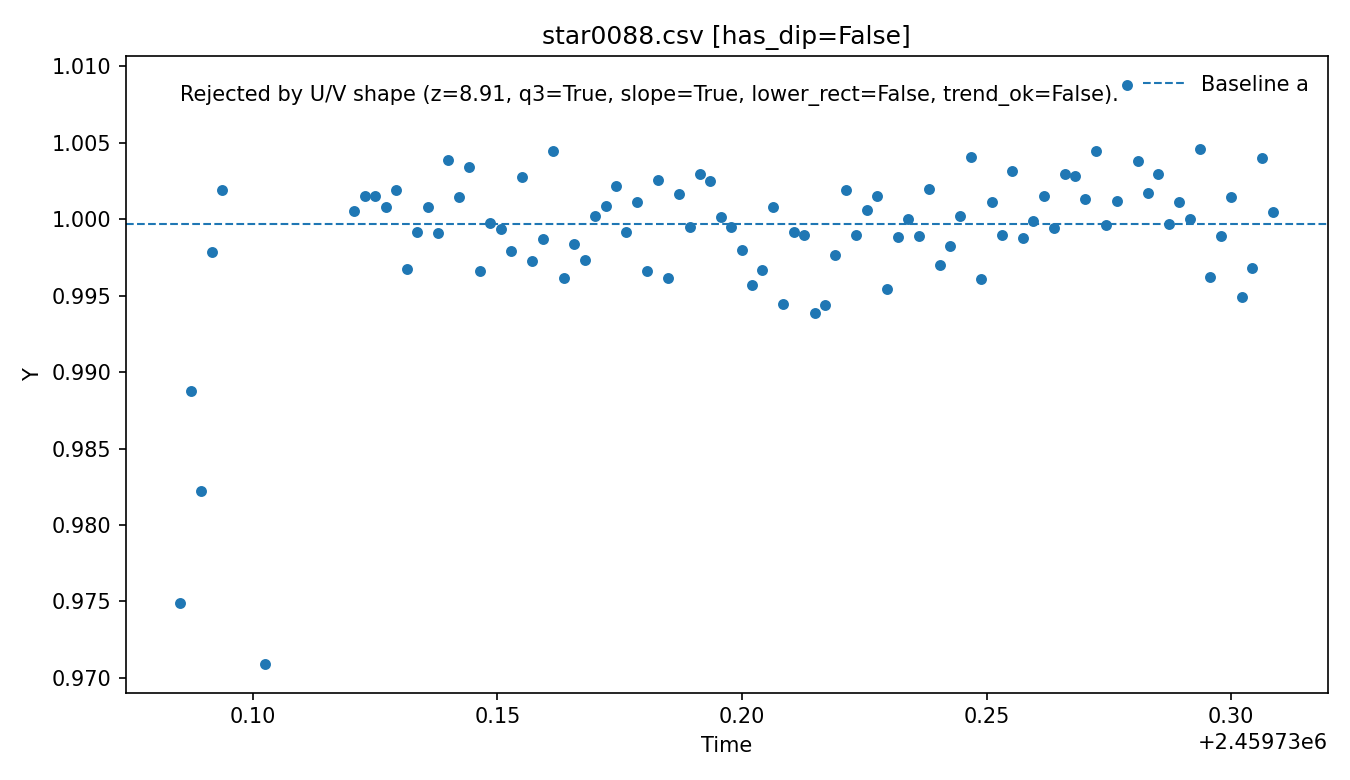 star0088.csv [has_dip=False]
Rejected by U/V shape (z=8.91, q3=True, slope=True, lower_rect=False, trend_ok=False).
Baseline a
1.010
1.005
1.000
0.995
0.990
0.985
0.980
0.975
0.970
Y
0.10
0.15
0.20
0.25
0.30
Time
+2.45973e6